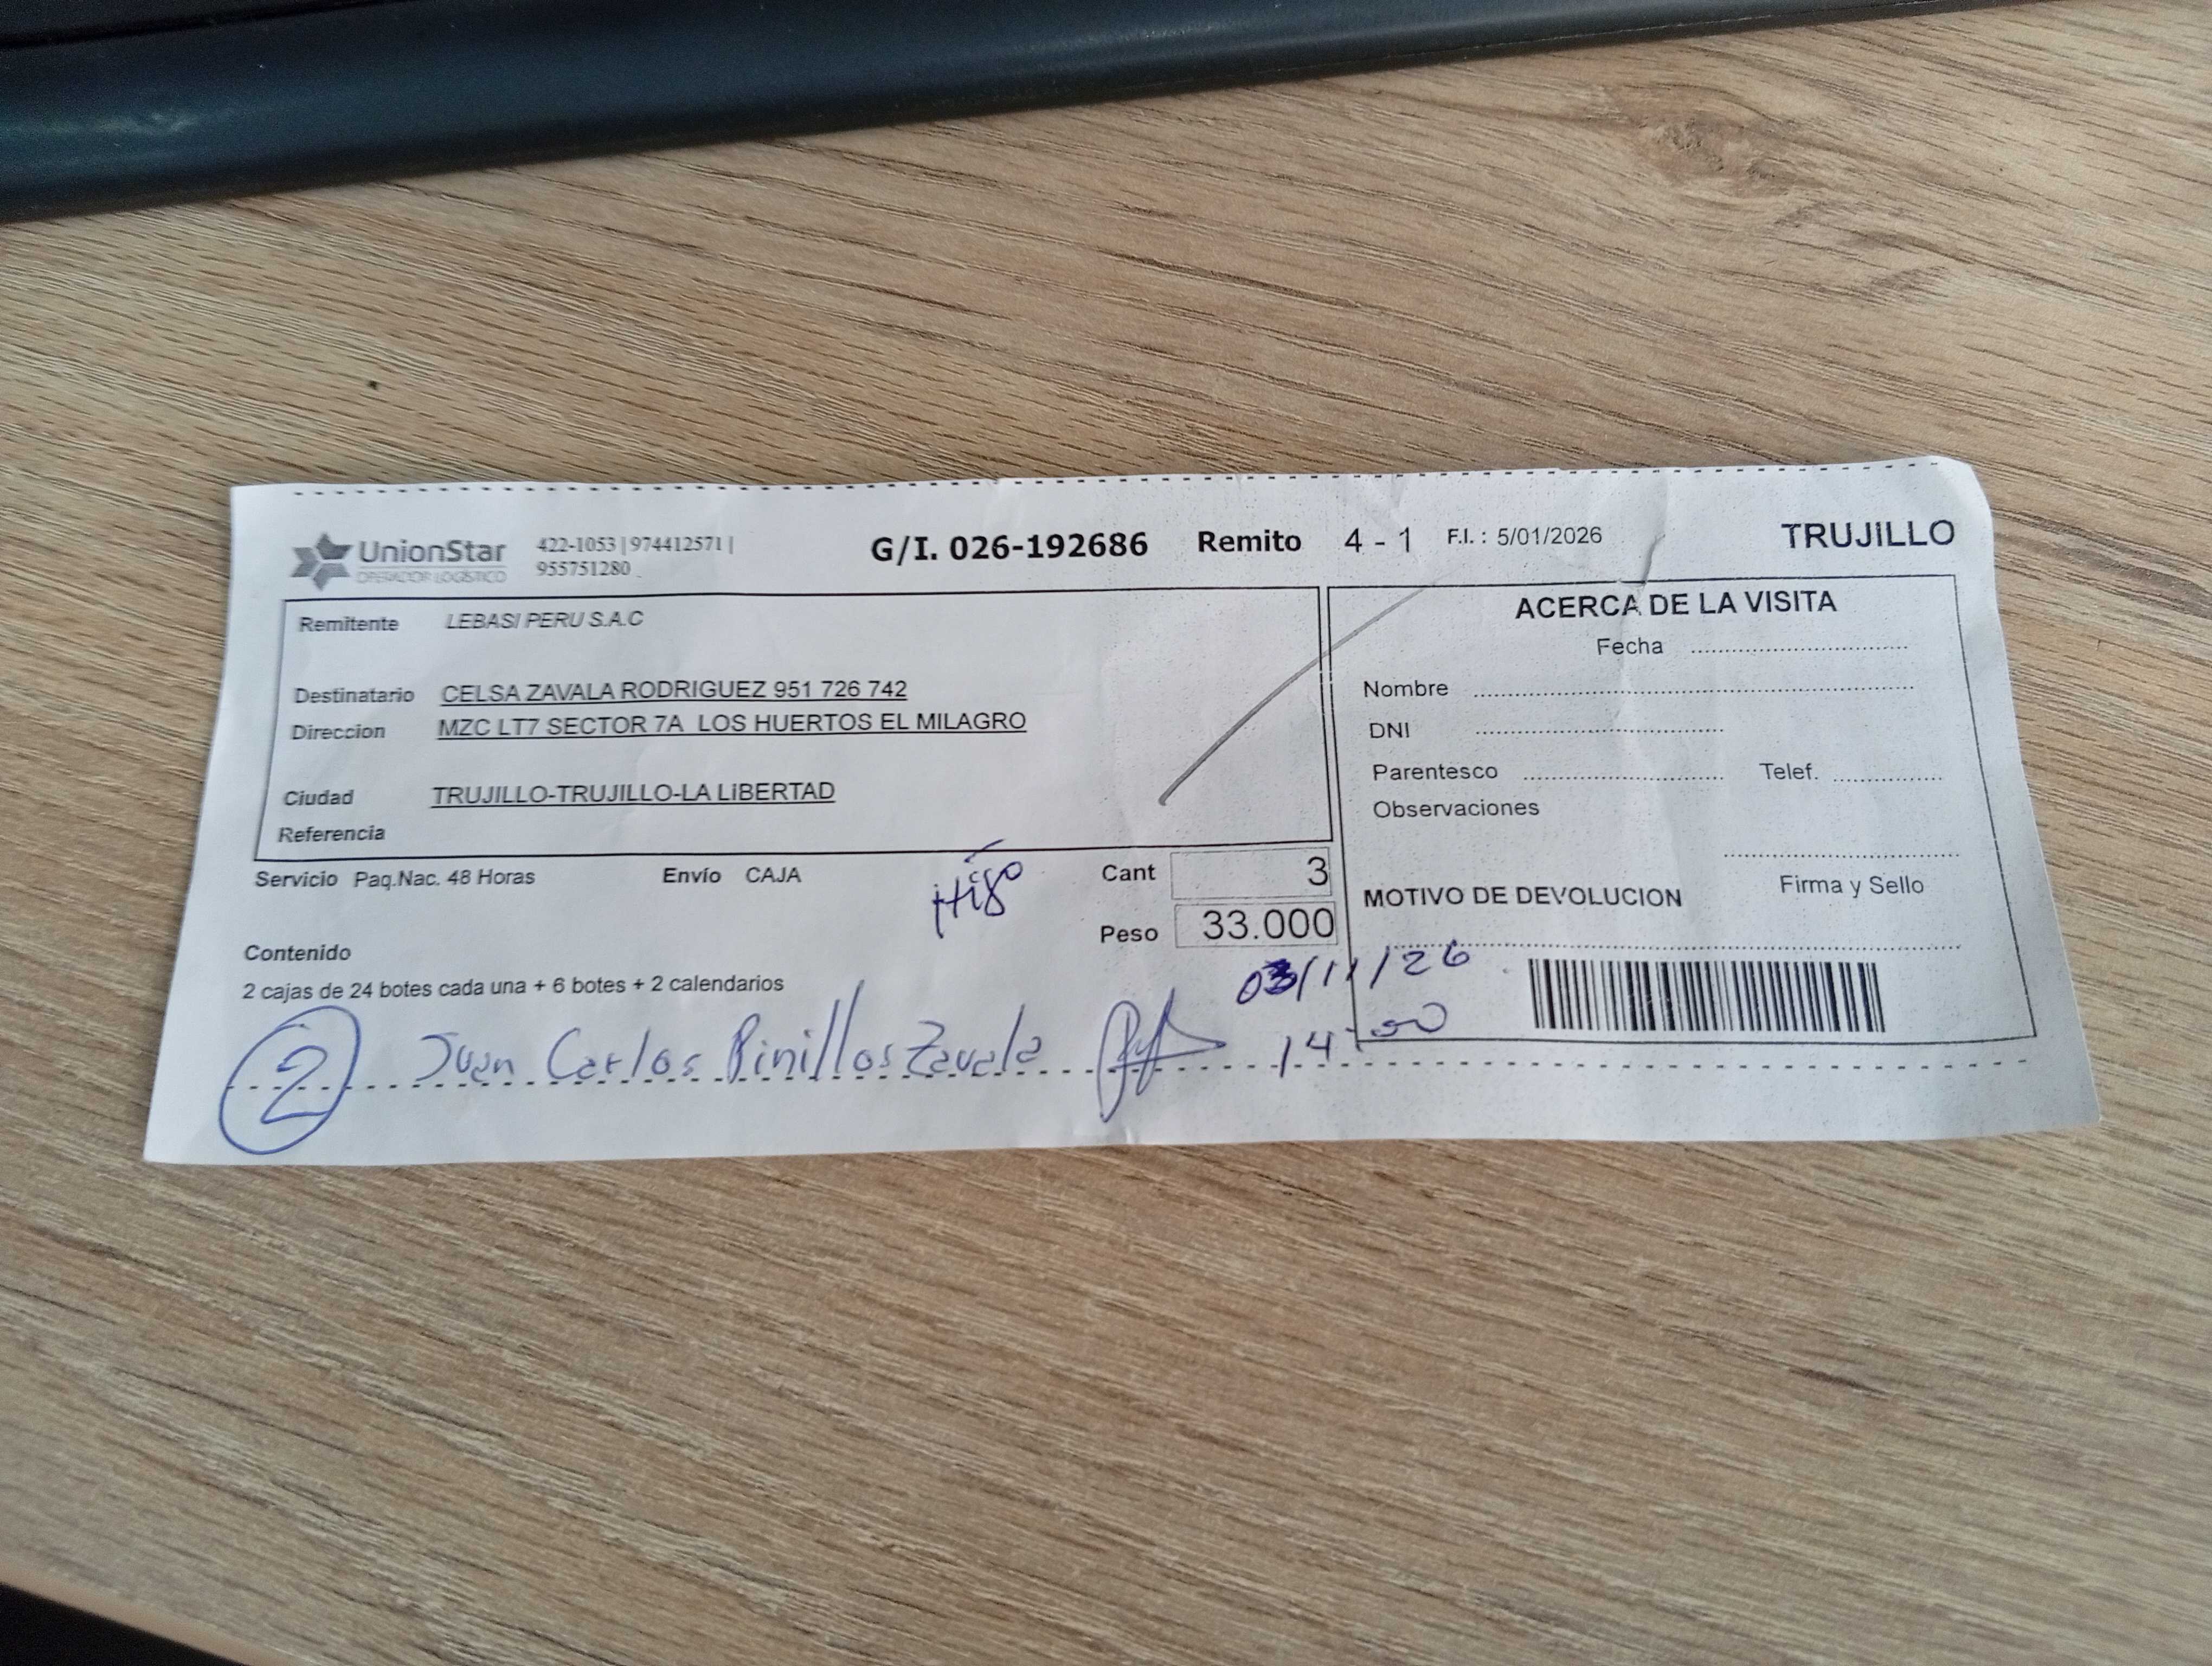 UnionStar
OPERADOR LOGÍSTICO
422-1053 | 974412571 |
955751280
G/I. 026-192686 Remito 4 - 1 F.I. : 5/01/2026 TRUJILLO
Remitente LEBASI PERU S.A.C
Destinatario CELSA ZAVALA RODRIGUEZ 951 726 742
Direccion MZC LT7 SECTOR 7A LOS HUERTOS EL MILAGRO
Ciudad TRUJILLO-TRUJILLO-LA LIBERTAD
Referencia
Servicio Paq.Nac. 48 Horas Envío CAJA
Cant 3
Peso 33.000
Contenido
2 cajas de 24 botes cada una + 6 botes + 2 calendarios
2 Juan Carlos Pinillos Zavala
ACERCA DE LA VISITA
Fecha
Nombre
DNI
Parentesco Telef.
Observaciones
Firma y Sello
MOTIVO DE DEVOLUCION
03/11/26
14:00